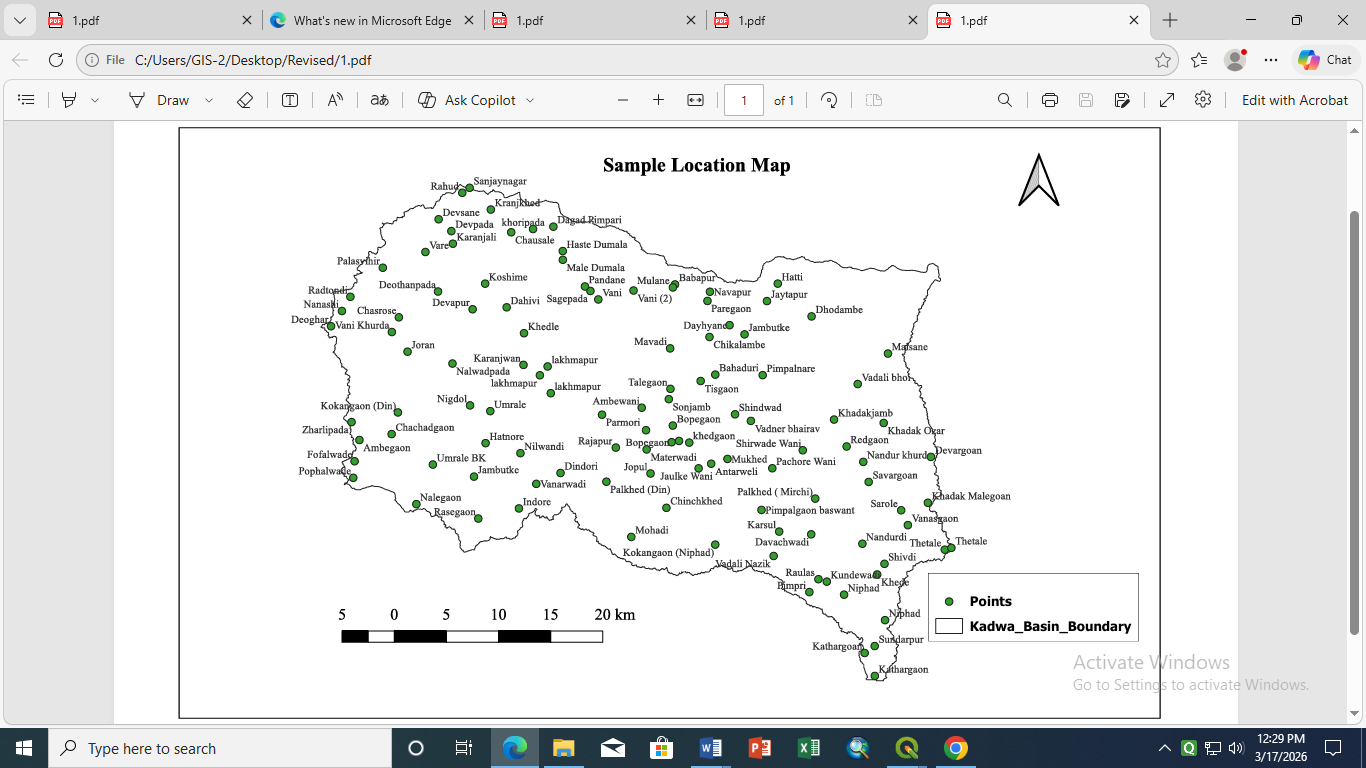 1.pdf
What's new in Microsoft Edge
1.pdf
1.pdf
1.pdf
File C:/Users/GIS-2/Desktop/Revised/1.pdf
Chat
Draw
Ask Copilot
1 of 1
Edit with Acrobat
Sample Location Map
Rahud Sanjaynagar
Kranjkhed
Devsane
Devpada khoripada Dagad Pimpari
Karanjali Chausale
Vare Haste Dumala
Palasvihir Male Dumala
Deothanpada Koshime Pandane Mulane Babapur Hatti
Radtondi Sagepada Vani Vani (2) Navapur Jaytapur
Nanashi Chasrose Devapur Dahivi Paregaon Dhodambe
Deoghar Vani Khurda Khedle Dayhyane Jambutke
Joran Mavadi Chikalambe Matsane
Karanjwan lakhmapur
Nalwadpada Bahaduri Pimpalnare
lakhmapur lakhmapur Talegaon Tisgaon Vadali bhoi
Kokangaon (Din) Nigdol Umrale Ambewani Sonjamb Shindwad Khadakjamb
Zharlipada Chachadgaon Parmori Bopegaon Vadner bhairav Khadak Ozar
Ambegaon Hatnore Nilwandi Rajapur Bopegaon khedgaon Shirwade Wani Redgaon
Fofalwade Umrale BK Materwadi Mukhed Pachore Wani Nandur khurd Devargoan
Pophalwade Jambutke Dindori Jopul Jaulke Wani Antarweli Savargoan
Vanarwadi Palkhed (Din) Palkhed ( Mirchi)
Nalegaon Indore Chinchkhed Pimpalgaon baswant Sarole Khadak Malegoan
Rasegaon Karsul Vanasgaon
Mohadi Davachwadi Nandurdi Thetale Thetale
Kokangaon (Niphad) Vadali Nazik Shivdi
Raulas Kundewadi Khede
Pimpri Niphad
Niphad
Sundarpur
Kathargoan
Kathargaon
5 0 5 10 15 20 km
Points
Kadwa_Basin_Boundary
Activate Windows
Go to Settings to activate Windows.
Type here to search
12:29 PM
3/17/2026